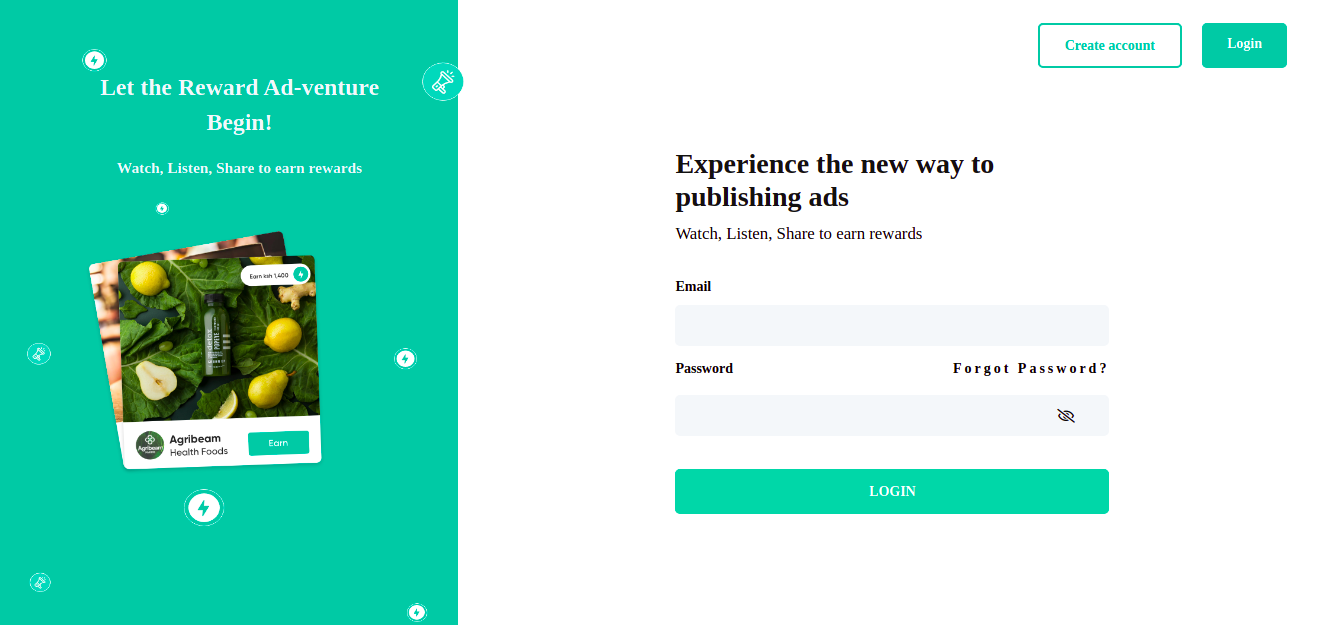 Create account
Login
Let the Reward Ad-venture
Begin!
Watch, Listen, Share to earn rewards
Earn ksh 1,400
Agribeam
Health Foods
Earn
Experience the new way to
publishing ads
Watch, Listen, Share to earn rewards
Email
Password
Forgot Password?
LOGIN